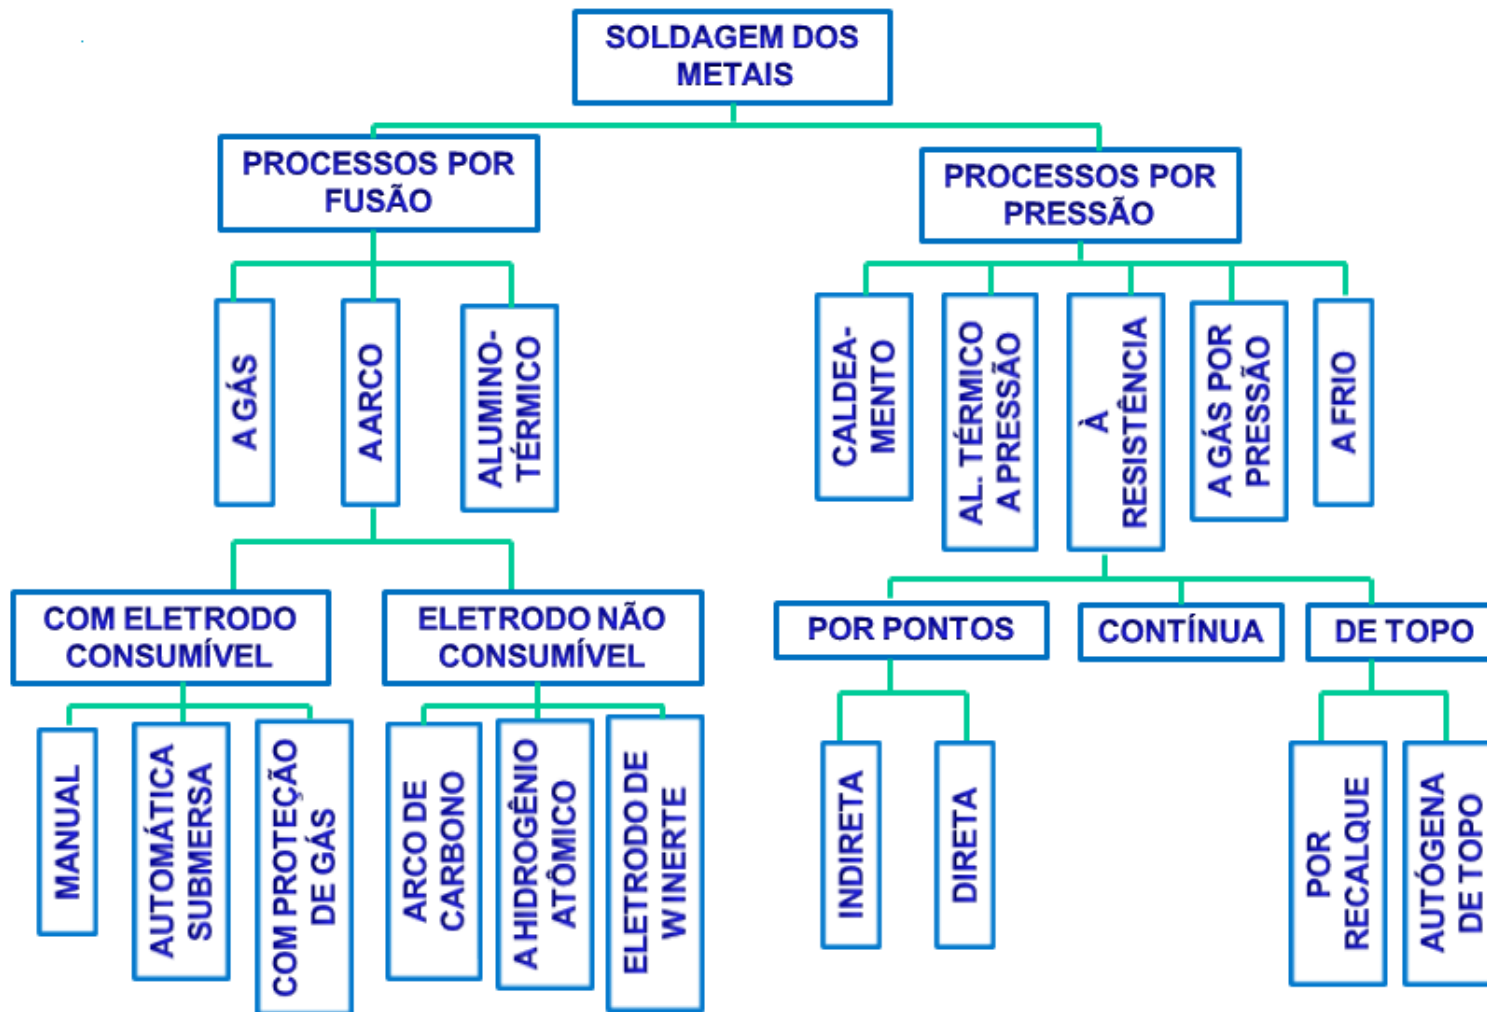 SOLDAGEM DOS
METAIS
PROCESSOS POR
FUSÃO
PROCESSOS POR
PRESSÃO
A GÁS
A ARCO
ALUMINO-
TÉRMICO
CALDEA-
MENTO
AL. TÉRMICO
A PRESSÃO
À
RESISTÊNCIA
A GÁS POR
PRESSÃO
A FRIO
COM ELETRODO
CONSUMÍVEL
ELETRODO NÃO
CONSUMÍVEL
POR PONTOS
CONTÍNUA
DE TOPO
MANUAL
AUTOMÁTICA
SUBMERSA
COM PROTEÇÃO
DE GÁS
ARCO DE
CARBONO
A HIDROGÊNIO
ATÔMICO
ELETRODO DE
W INERTE
INDIRETA
DIRETA
POR
RECALQUE
AUTÓGENA
DE TOPO